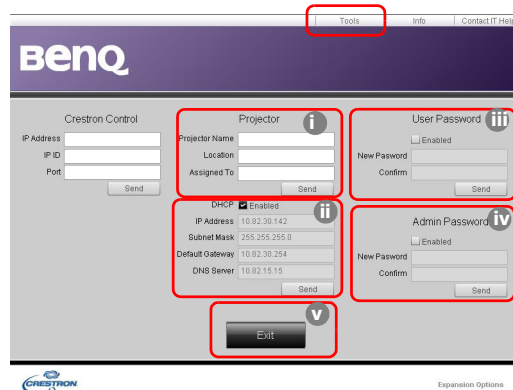 Tools Info Contact IT Help
BenQ
Crestron Control
IP Address
IP ID
Port
Send
Projector
i
Projector Name
Location
Assigned To
Send
DHCP Enabled
ii
IP Address 10.82.30.142
Subnet Mask 255.255.255.0
Default Gateway 10.82.30.254
DNS Server 10.82.15.15
Send
User Password
iii
Enabled
New Pasword
Confirm
Send
Admin Password
iv
Enabled
New Pasword
Confirm
Send
v
Exit
CRESTRON
Expansion Options